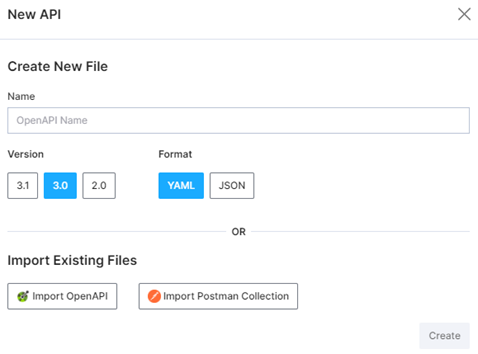 New API
Create New File
Name
OpenAPI Name
Version Format
3.1 3.0 2.0 YAML JSON
OR
Import Existing Files
Import OpenAPI Import Postman Collection
Create